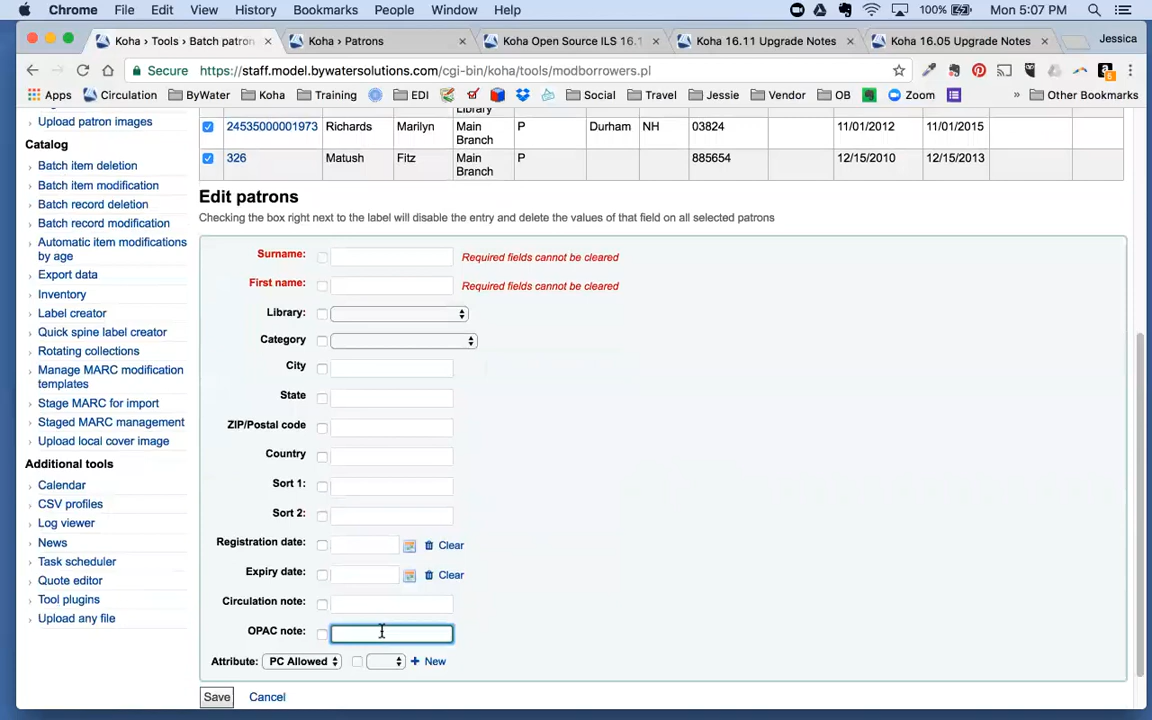 Chrome File Edit View History Bookmarks People Window Help 100% Mon 5:07 PM
Koha › Tools › Batch patron × Koha › Patrons × Koha Open Source ILS 16.1 × Koha 16.11 Upgrade Notes × Koha 16.05 Upgrade Notes × Jessica
Secure https://staff.model.bywatersolutions.com/cgi-bin/koha/tools/modborrowers.pl
Apps Circulation ByWater Koha Training EDI Social Travel Jessie Vendor OB Zoom » Other Bookmarks
Upload patron images
Catalog
Batch item deletion
Batch item modification
Batch record deletion
Batch record modification
Automatic item modifications
by age
Export data
Inventory
Label creator
Quick spine label creator
Rotating collections
Manage MARC modification
templates
Stage MARC for import
Staged MARC management
Upload local cover image
Additional tools
Calendar
CSV profiles
Log viewer
News
Task scheduler
Quote editor
Tool plugins
Upload any file
Library
24535000001973 Richards Marilyn Main Branch P Durham NH 03824 11/01/2012 11/01/2015
326 Matush Fitz Main Branch P 885654 12/15/2010 12/15/2013
Edit patrons
Checking the box right next to the label will disable the entry and delete the values of that field on all selected patrons
Surname: Required fields cannot be cleared
First name: Required fields cannot be cleared
Library:
Category
City
State
ZIP/Postal code
Country
Sort 1:
Sort 2:
Registration date: Clear
Expiry date: Clear
Circulation note:
OPAC note:
Attribute: PC Allowed + New
Save Cancel